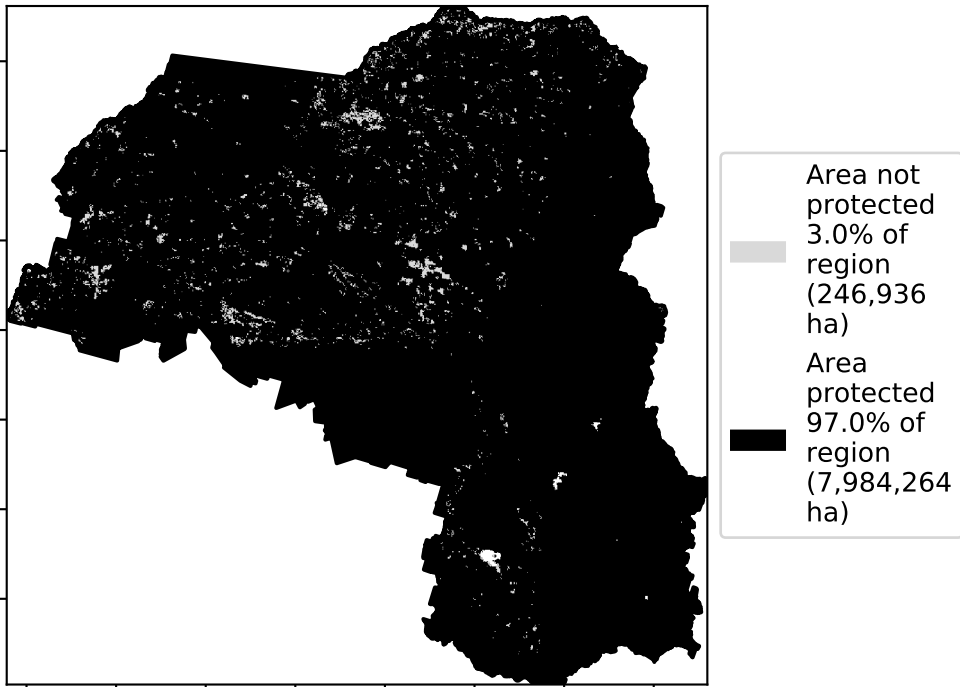 Area not
protected
3.0% of
region
(246,936
ha)
Area
protected
97.0% of
region
(7,984,264
ha)